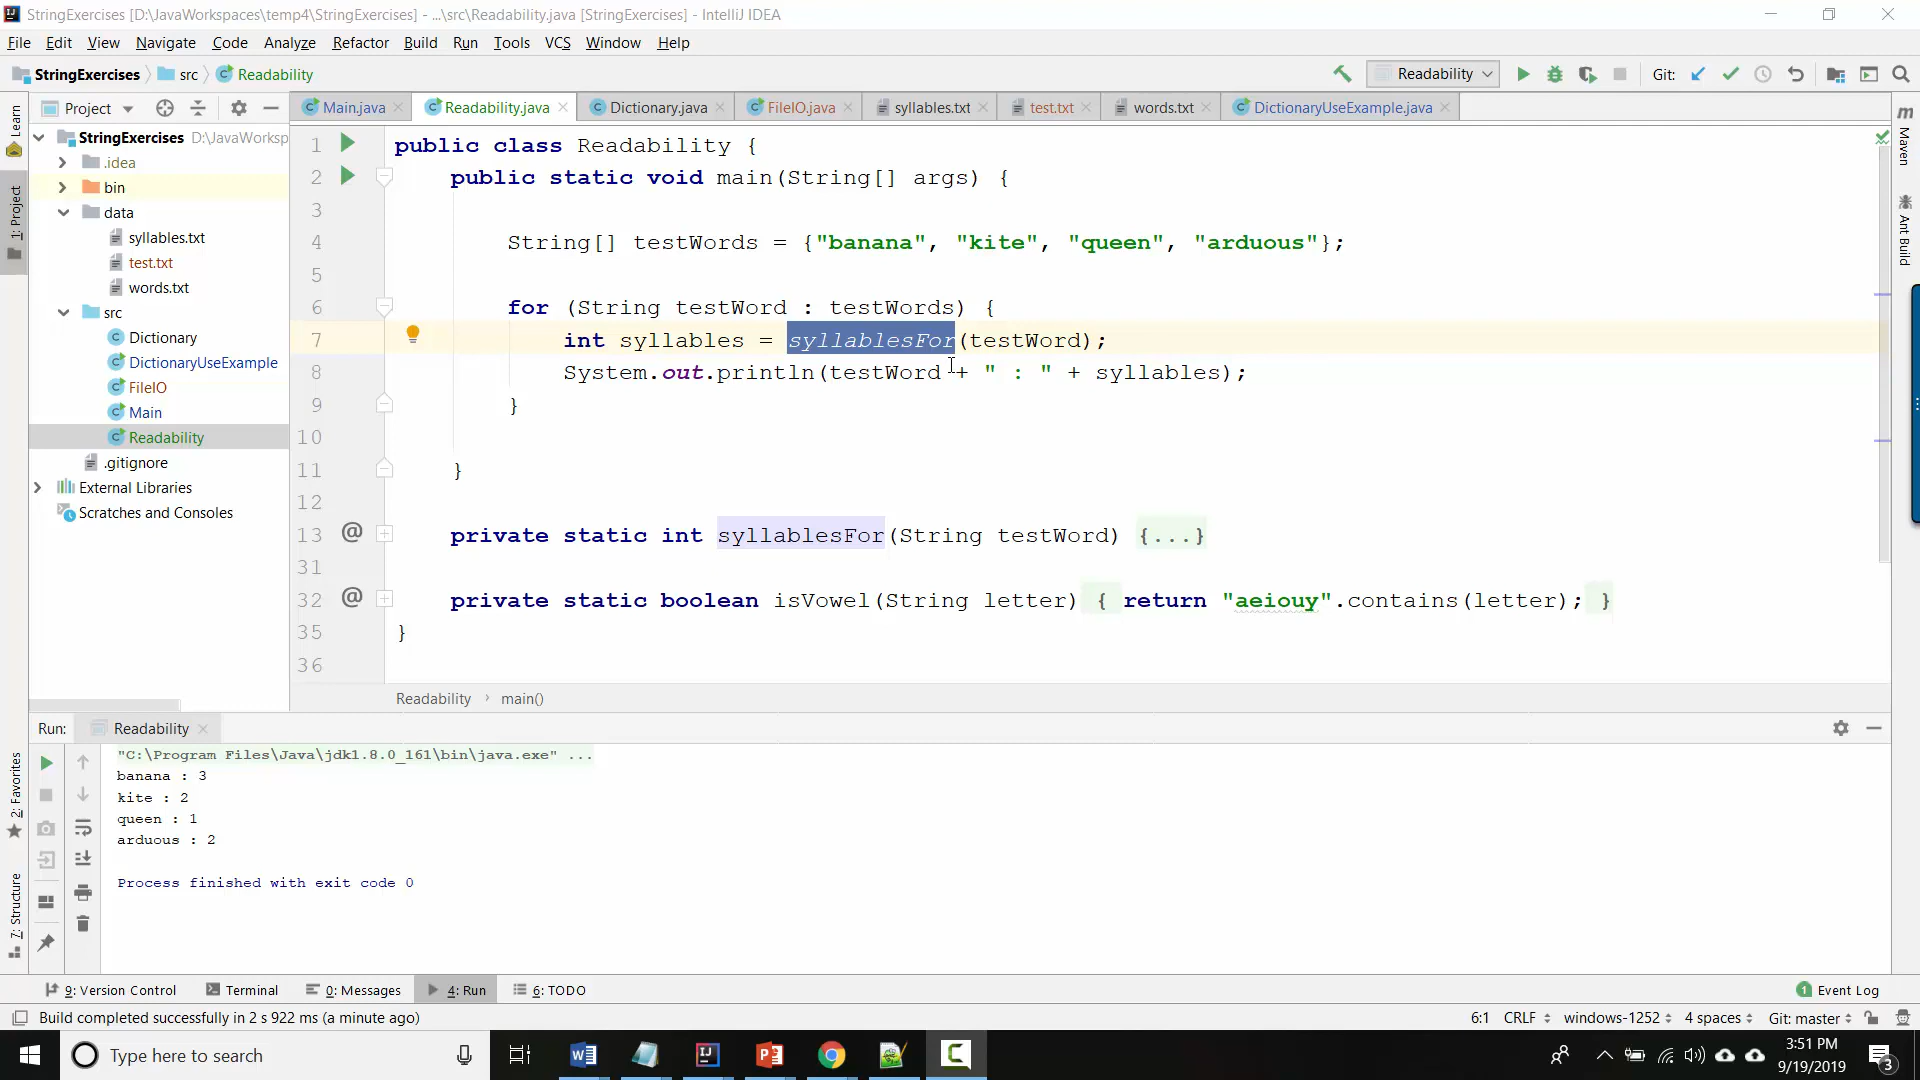 StringExercises [D:\JavaWorkspaces\temp4\StringExercises] - ...\src\Readability.java [StringExercises] - IntelliJ IDEA
File Edit View Navigate Code Analyze Refactor Build Run Tools VCS Window Help
StringExercises src Readability Readability Git:
Project Main.java Readability.java Dictionary.java FileIO.java syllables.txt test.txt words.txt DictionaryUseExample.java
Learn
1: Project
2: Favorites
7: Structure
StringExercises D:\JavaWorksp
.idea
bin
data
syllables.txt
test.txt
words.txt
src
Dictionary
DictionaryUseExample
FileIO
Main
Readability
.gitignore
External Libraries
Scratches and Consoles
1 public class Readability {
2 public static void main(String[] args) {
3
4 String[] testWords = {"banana", "kite", "queen", "arduous"};
5
6 for (String testWord : testWords) {
7 int syllables = syllablesFor(testWord);
8 System.out.println(testWord + " : " + syllables);
9 }
10
11 }
12
13 @ private static int syllablesFor(String testWord) {...}
31
32 @ private static boolean isVowel(String letter) { return "aeiouy".contains(letter); }
35 }
36
Readability main()
Maven
Ant Build
Run: Readability
"C:\Program Files\Java\jdk1.8.0_161\bin\java.exe" ...
banana : 3
kite : 2
queen : 1
arduous : 2
Process finished with exit code 0
9: Version Control Terminal 0: Messages 4: Run 6: TODO 1 Event Log
Build completed successfully in 2 s 922 ms (a minute ago) 6:1 CRLF windows-1252 4 spaces Git: master
Type here to search
3:51 PM
9/19/2019
3